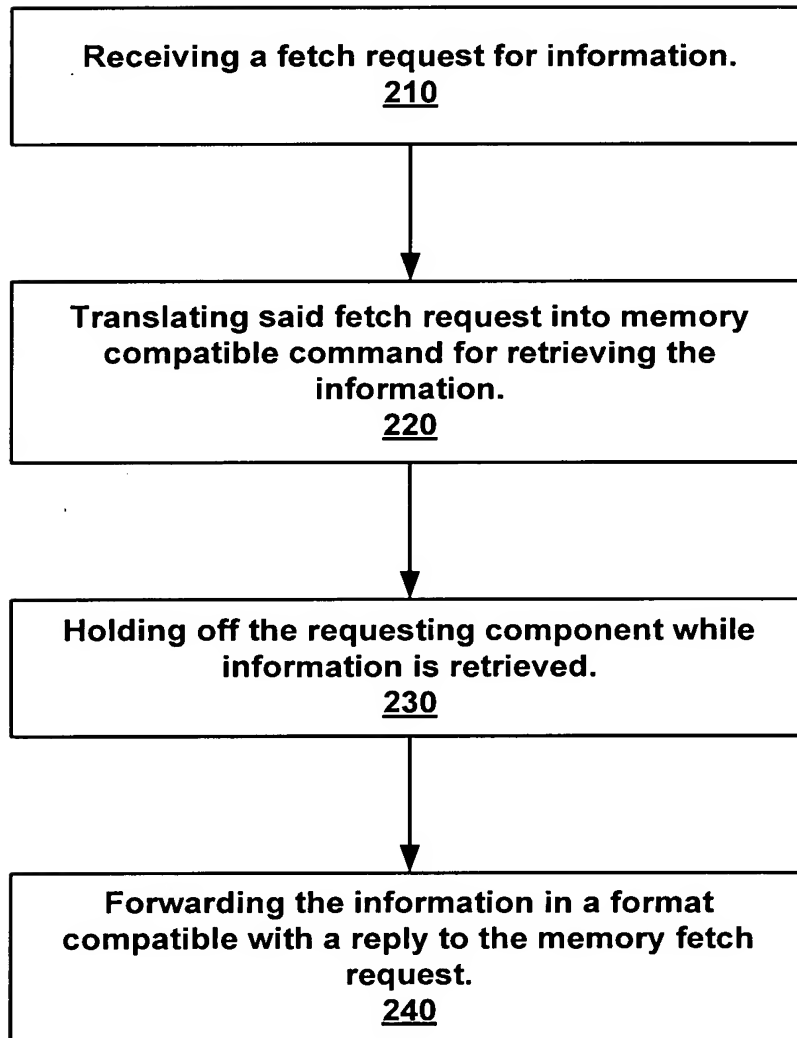 Receiving a fetch request for information.
210
Translating said fetch request into memory
compatible command for retrieving the
information.
220
Holding off the requesting component while
information is retrieved.
230
Forwarding the information in a format
compatible with a reply to the memory fetch
request.
240